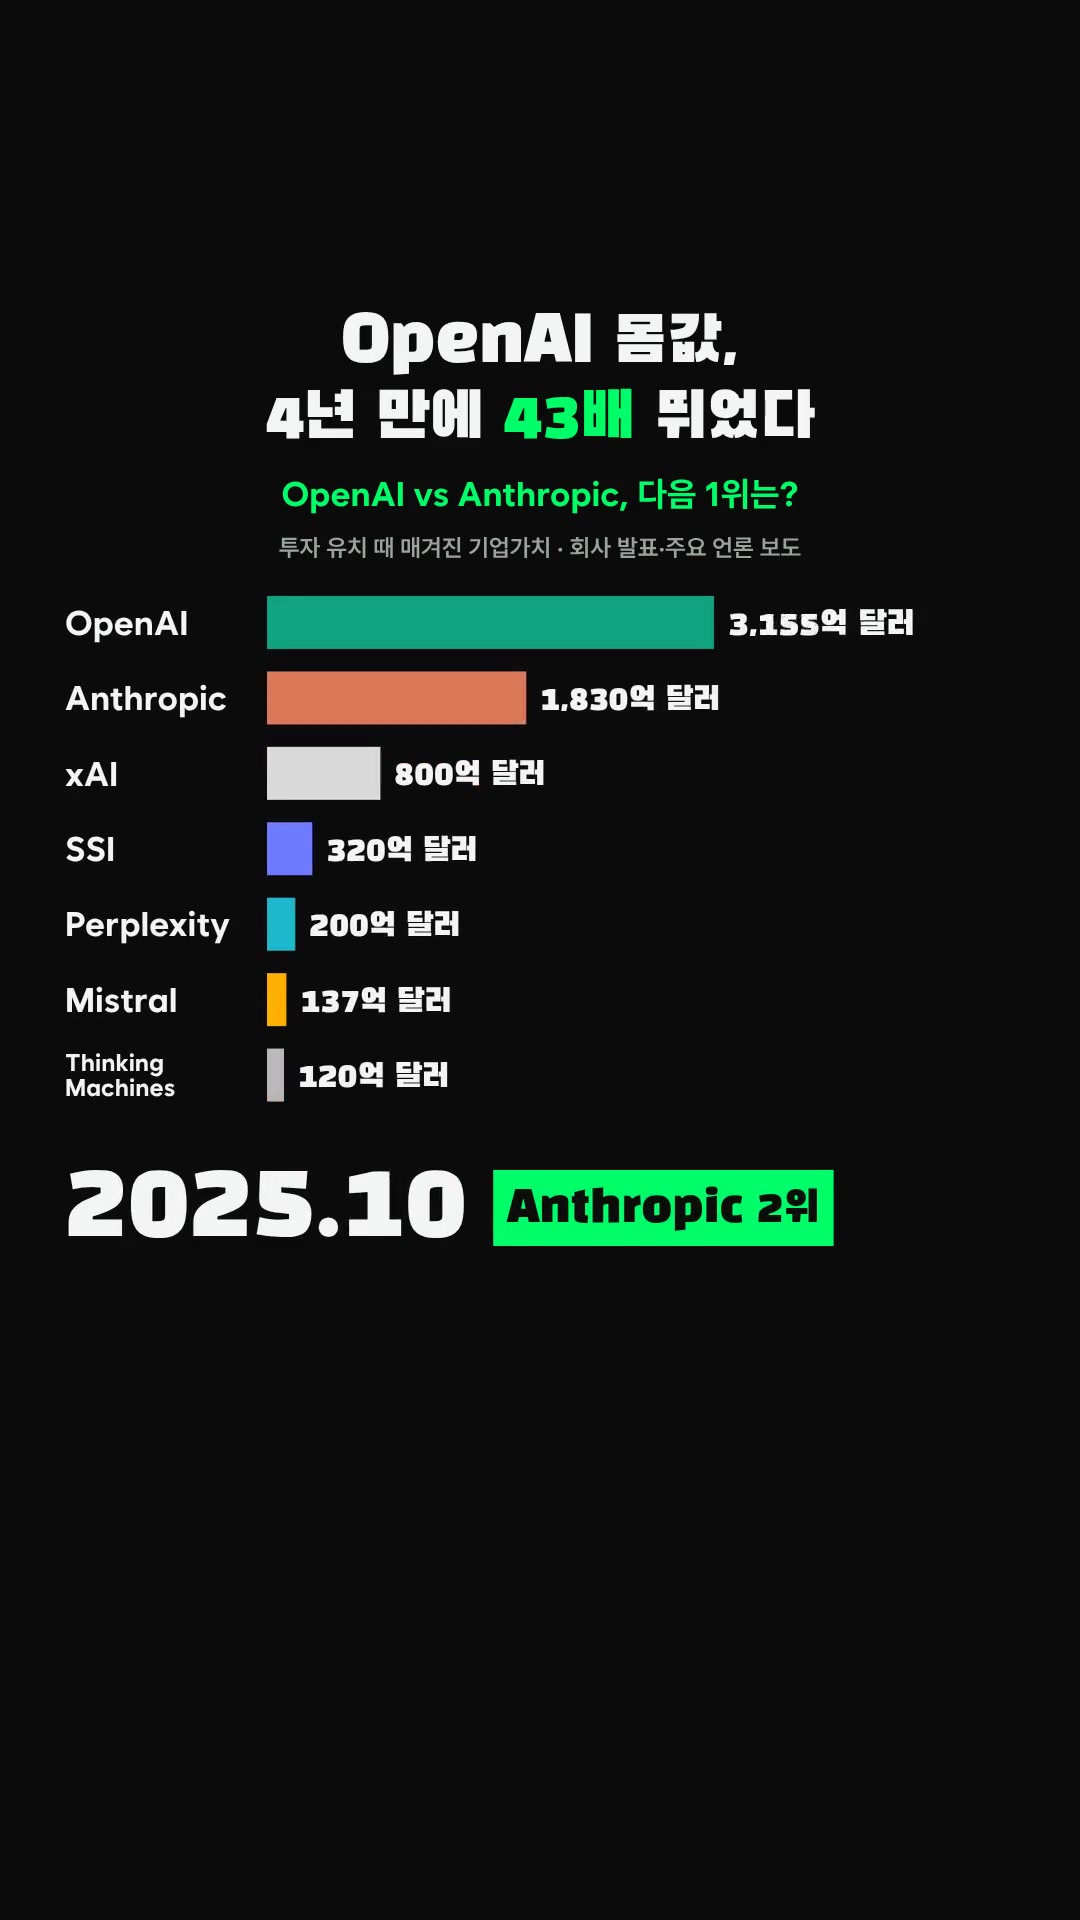 OpenAI 몸값,
4년 만에 43배 뛰었다
OpenAI vs Anthropic, 다음 1위는?
투자 유치 때 매겨진 기업가치 · 회사 발표·주요 언론 보도
OpenAI 3,155억 달러
Anthropic 1,830억 달러
xAI 800억 달러
SSI 320억 달러
Perplexity 200억 달러
Mistral 137억 달러
Thinking
Machines 120억 달러
2025.10 Anthropic 2위